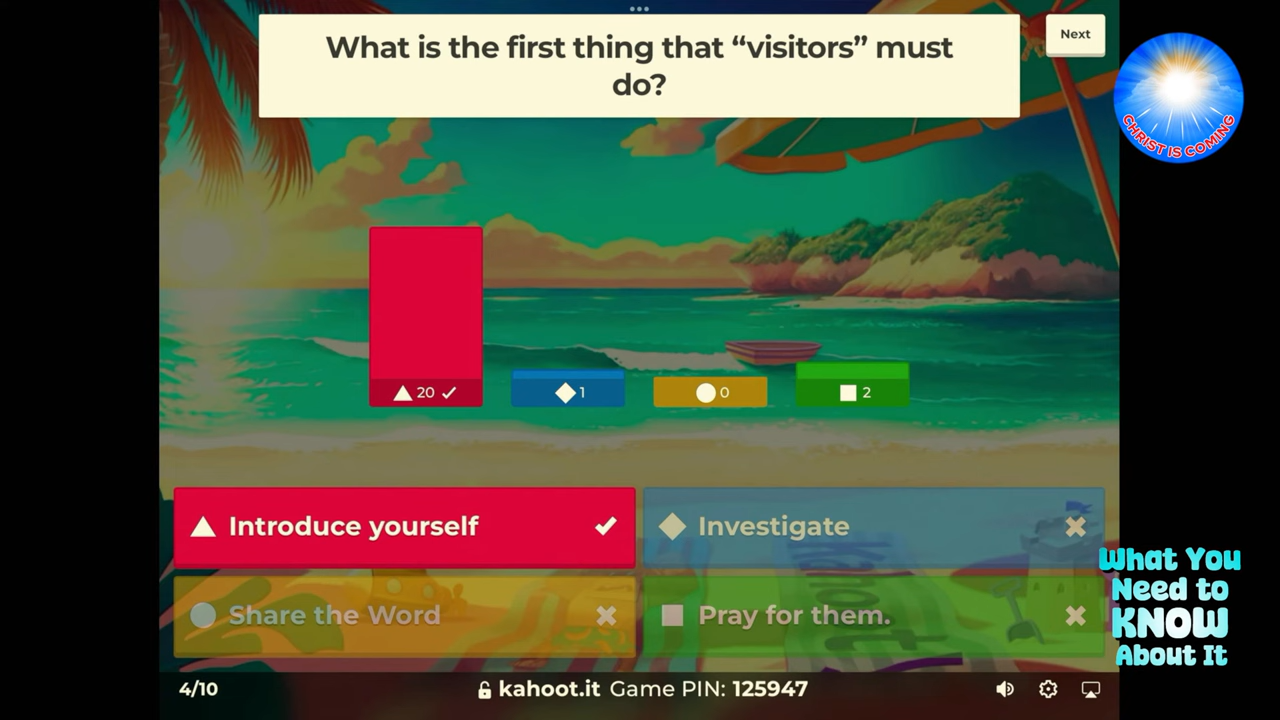 What is the first thing that “visitors” must
do?
Next
CHRIST IS COMING
20
1
0
2
Introduce yourself
Investigate
Share the Word
Pray for them.
What You
Need to
KNOW
About It
4/10
kahoot.it Game PIN: 125947